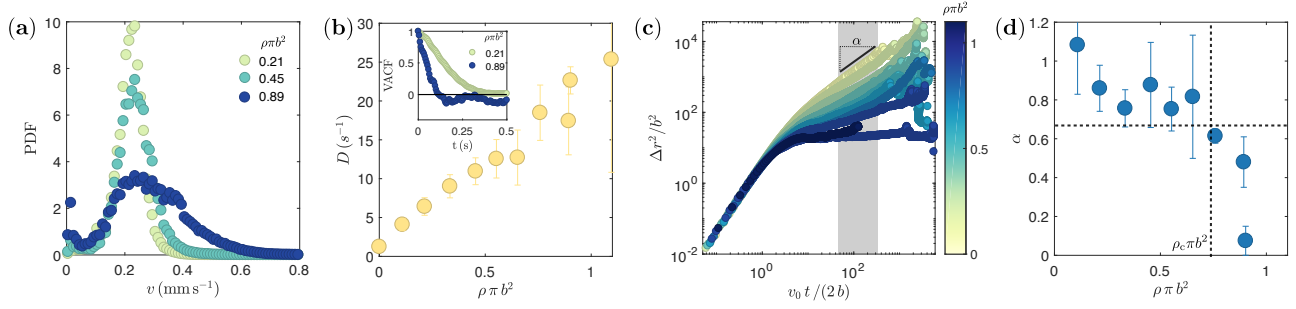 (a)
PDF
10
8
6
4
2
0
ρπb²
0.21
0.45
0.89
0 0.2 0.4 0.6 0.8
v (mm s⁻¹)
(b)
D (s⁻¹)
30
25
20
15
10
5
0
VACF
1
0
ρπb²
0.21
0.89
0 0.25 0.5
t (s)
0 0.5 1
ρ π b²
(c)
Δr²/b²
10⁴
10²
10⁰
10⁻²
α
10⁰ 10² 10⁴
v₀ t/(2 b)
ρπb²
1
0.5
0
(d)
α
1.2
1
0.8
0.6
0.4
0.2
0
ρ_cπb²
0 0.5 1
ρ π b²